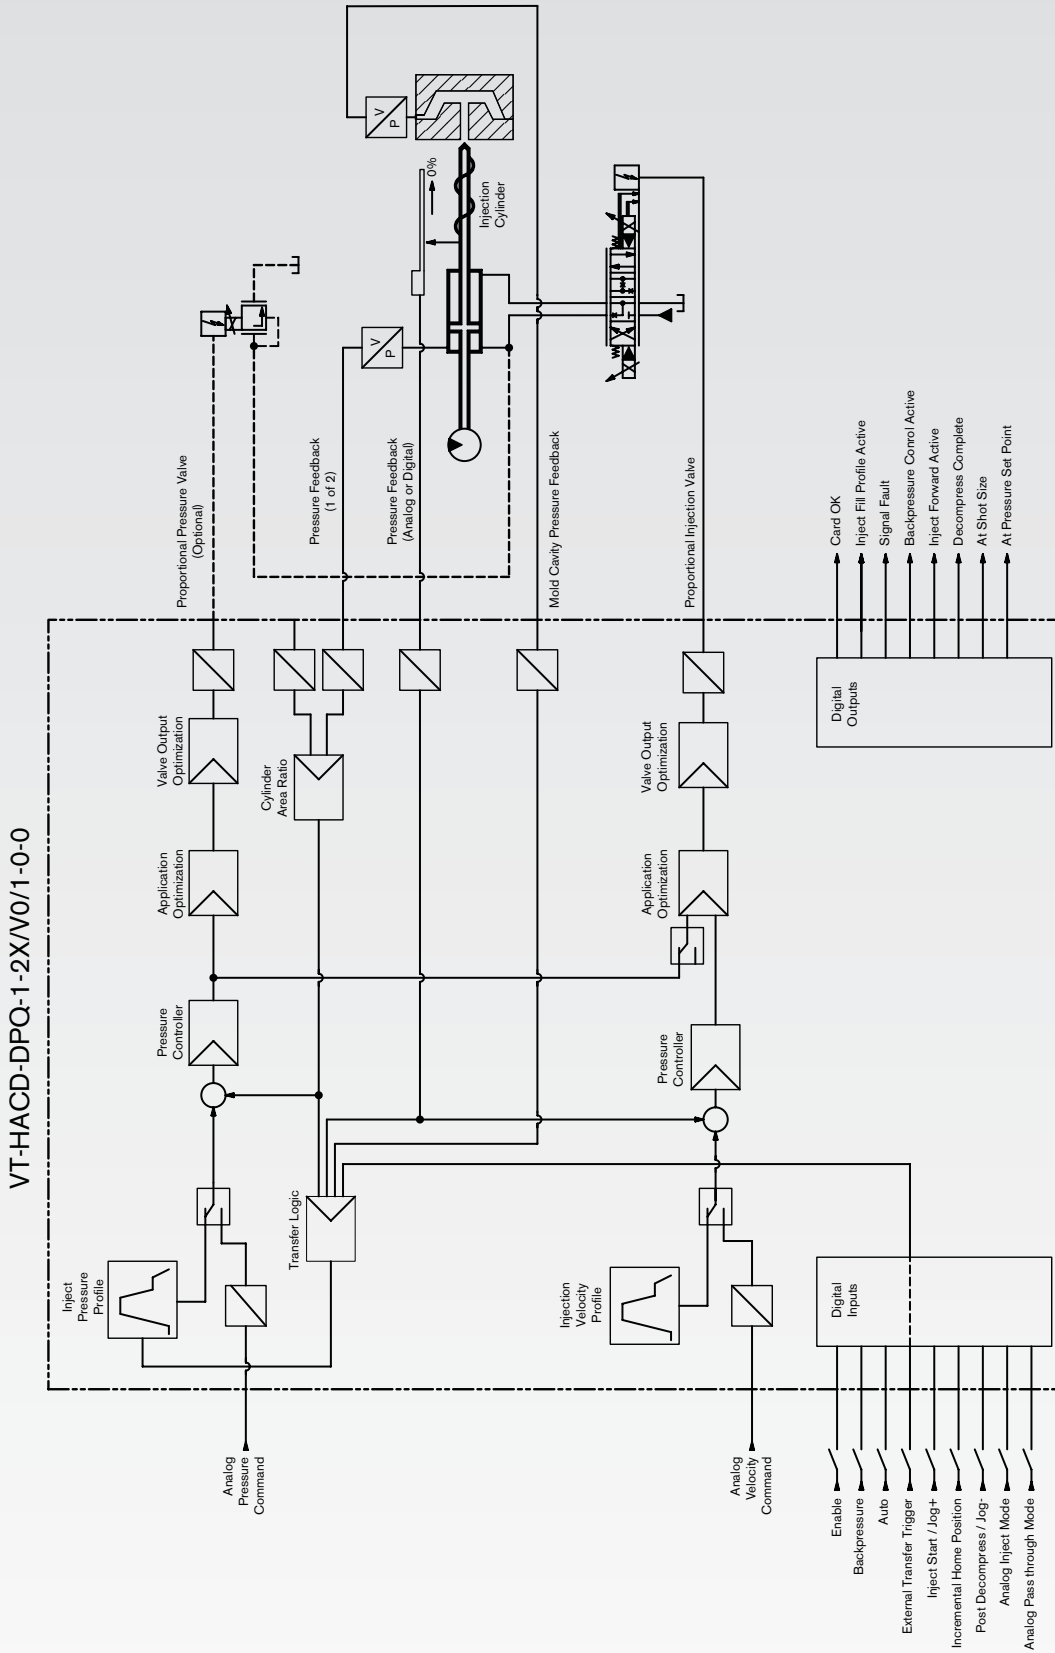 VT-HACD-DPQ-1-2X/V0/1-0-0
Inject
Pressure
Profile
Analog
Pressure
Command
Pressure
Controller
Application
Optimization
Valve Output
Optimization
Proportional Pressure Valve
(Optional)
Transfer Logic
Cylinder
Area Ratio
Pressure Feedback
(1 of 2)
V
P
Pressure Feedback
(Analog or Digital)
0%
V
P
Injection
Cylinder
Mold Cavity Pressure Feedback
Injection
Velocity
Profile
Analog
Velocity
Command
Pressure
Controller
Application
Optimization
Valve Output
Optimization
Proportional Injection Valve
Digital
Inputs
Enable
Backpressure
Auto
External Transfer Trigger
Inject Start / Jog+
Incremental Home Position
Post Decompress / Jog-
Analog Inject Mode
Analog Pass through Mode
Digital
Outputs
Card OK
Inject Fill Profile Active
Signal Fault
Backpressure Conrol Active
Inject Forward Active
Decompress Complete
At Shot Size
At Pressure Set Point